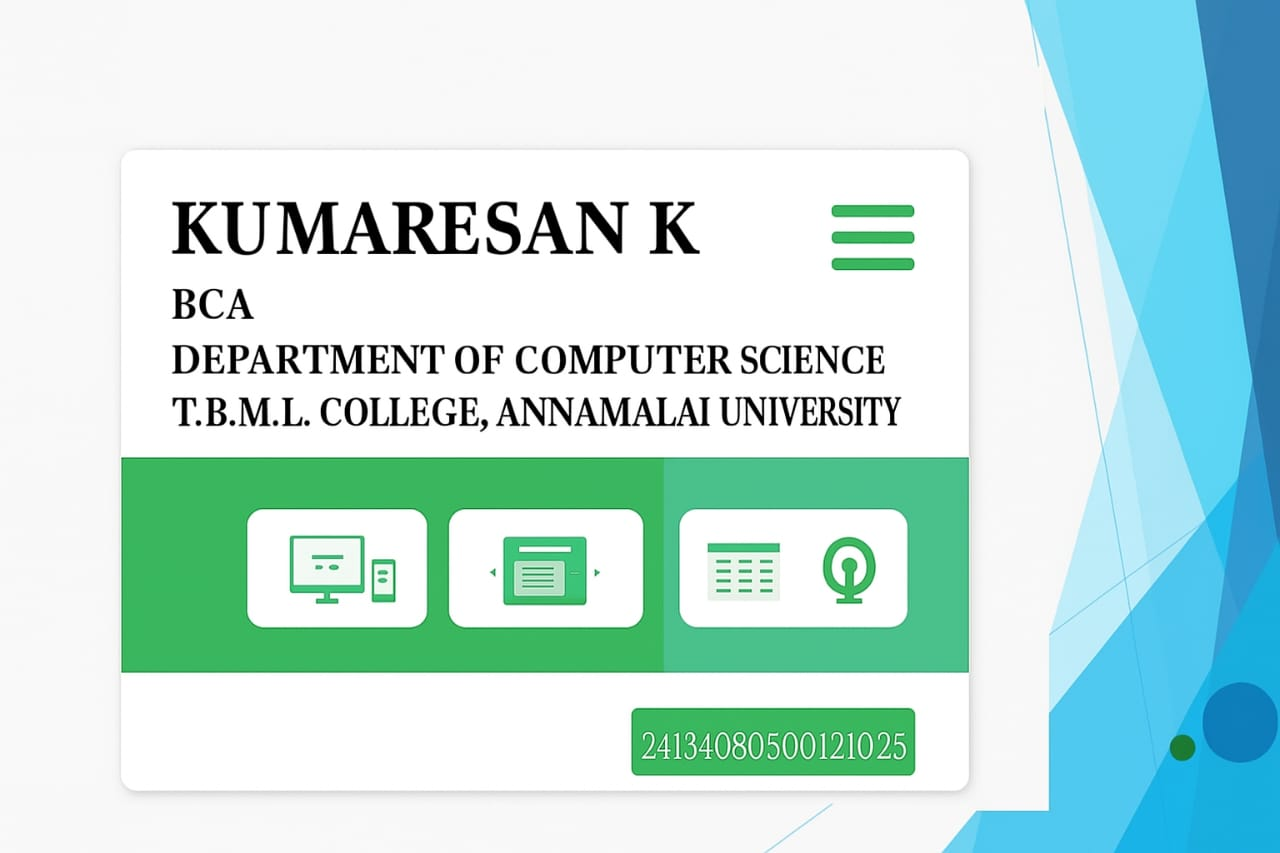 KUMARESAN K
BCA
DEPARTMENT OF COMPUTER SCIENCE
T.B.M.L. COLLEGE, ANNAMALAI UNIVERSITY
24134080500121025